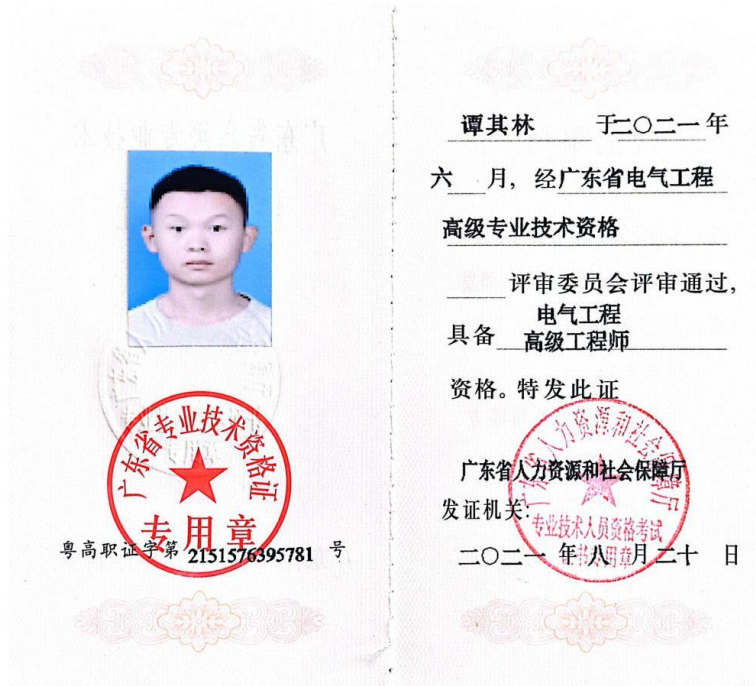 广东省专业技术资格证
专用章
粤高职证字第 2151576395781 号
谭其林 于二〇二一年
六 月，经广东省电气工程
高级专业技术资格
评审委员会评审通过，
电气工程
具备 高级工程师
资格。特发此证
广东省人力资源和社会保障厅
广东省人力资源和社会保障厅
发证机关：
专业技术人员资格考试
证书专用章
二〇二一 年 八 月 二十 日